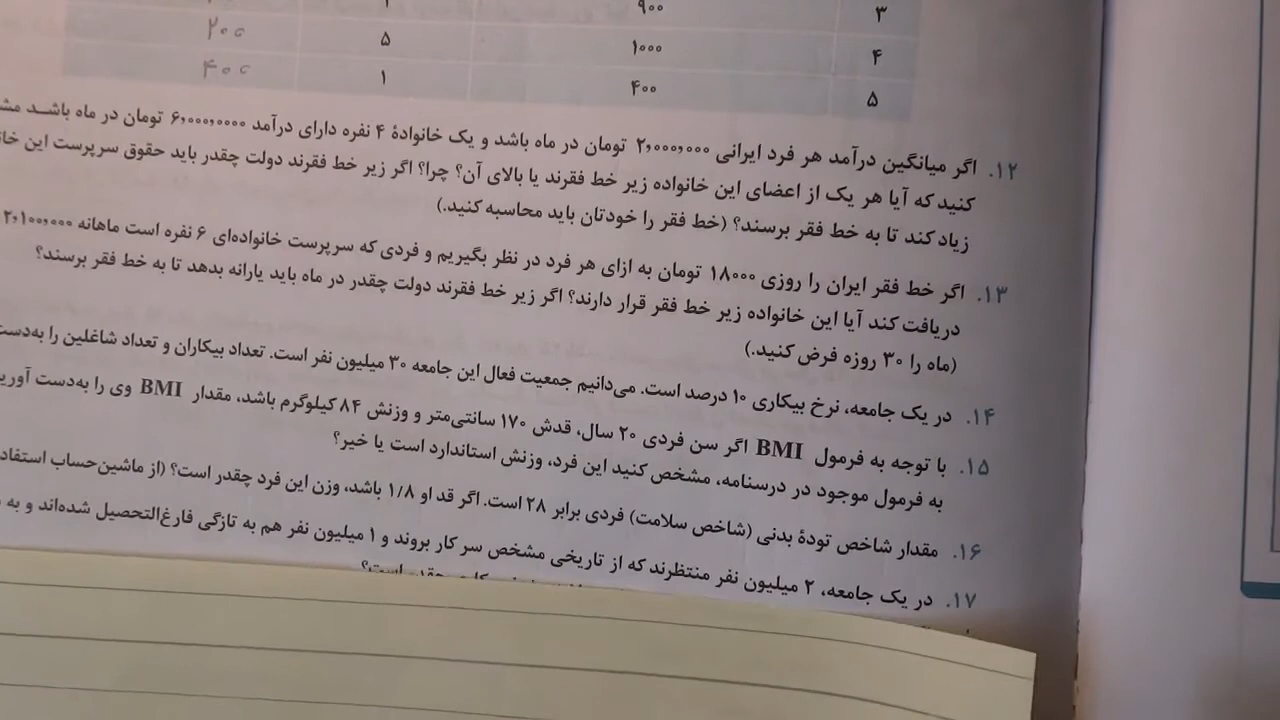 ۳ ۹۰۰ ۱
۴ ۱۰۰۰ ۵ ۲۰۰
۵ ۴۰۰ ۱ ۴۰۰
۱۲. اگر میانگین درآمد هر فرد ایرانی ۲,۰۰۰,۰۰۰ تومان در ماه باشد و یک خانوادهٔ ۴ نفره دارای درآمد ۶,۰۰۰,۰۰۰ تومان در ماه باشد
کنید که آیا هر یک از اعضای این خانواده زیر خط فقرند یا بالای آن؟ چرا؟ اگر زیر خط فقرند دولت چقدر باید حقوق سرپرست این
زیاد کند تا به خط فقر برسند؟ (خط فقر را خودتان باید محاسبه کنید.)
۱۳. اگر خط فقر ایران را روزی ۱۸۰۰۰ تومان به ازای هر فرد در نظر بگیریم و فردی که سرپرست خانواده‌ای ۶ نفره است ماهانه ۲,۱۰۰,۰۰۰
دریافت کند آیا این خانواده زیر خط فقر قرار دارند؟ اگر زیر خط فقرند دولت چقدر در ماه باید یارانه بدهد تا به خط فقر برسند؟
(ماه را ۳۰ روزه فرض کنید.)
۱۴. در یک جامعه، نرخ بیکاری ۱۰ درصد است. می‌دانیم جمعیت فعال این جامعه ۳۰ میلیون نفر است. تعداد بیکاران و تعداد شاغلین را به‌دست
۱۵. با توجه به فرمول BMI اگر سن فردی ۲۰ سال، قدش ۱۷۰ سانتی‌متر و وزنش ۸۴ کیلوگرم باشد، مقدار BMI وی را به‌دست
به فرمول موجود در درسنامه، مشخص کنید این فرد، وزنش استاندارد است یا خیر؟
۱۶. مقدار شاخص تودهٔ بدنی (شاخص سلامت) فردی برابر ۲۸ است. اگر قد او ۱/۸ باشد، وزن این فرد چقدر است؟ (از ماشین‌حساب
۱۷. در یک جامعه، ۲ میلیون نفر منتظرند که از تاریخی مشخص سر کار بروند و ۱ میلیون نفر هم به تازگی فارغ‌التحصیل شده‌اند و به